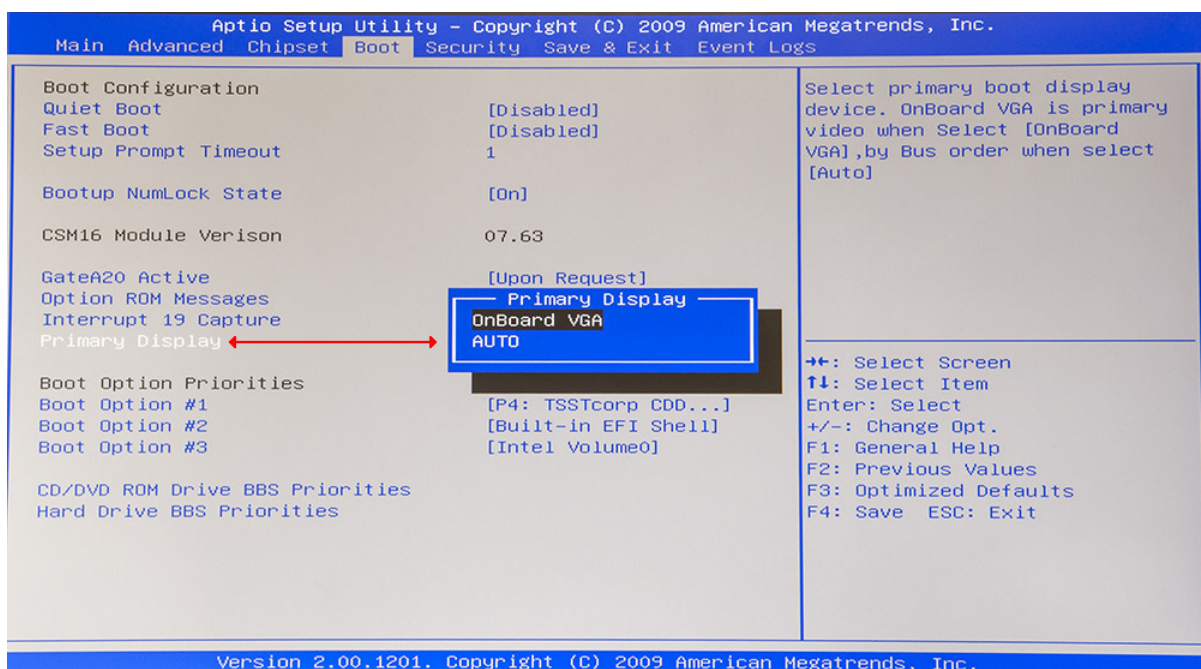 Aptio Setup Utility – Copyright (C) 2009 American Megatrends, Inc.
Main Advanced Chipset Boot Security Save & Exit Event Logs
Boot Configuration
Quiet Boot [Disabled]
Fast Boot [Disabled]
Setup Prompt Timeout 1
Bootup NumLock State [On]
CSM16 Module Verison 07.63
GateA20 Active [Upon Request]
Option ROM Messages
Interrupt 19 Capture
Primary Display
Primary Display
OnBoard VGA
AUTO
Boot Option Priorities
Boot Option #1 [P4: TSSTcorp CDD...]
Boot Option #2 [Built-in EFI Shell]
Boot Option #3 [Intel Volume0]
CD/DVD ROM Drive BBS Priorities
Hard Drive BBS Priorities
Select primary boot display
device. OnBoard VGA is primary
video when Select [OnBoard
VGA],by Bus order when select
[Auto]
→←: Select Screen
↑↓: Select Item
Enter: Select
+/-: Change Opt.
F1: General Help
F2: Previous Values
F3: Optimized Defaults
F4: Save ESC: Exit
Version 2.00.1201. Copyright (C) 2009 American Megatrends, Inc.